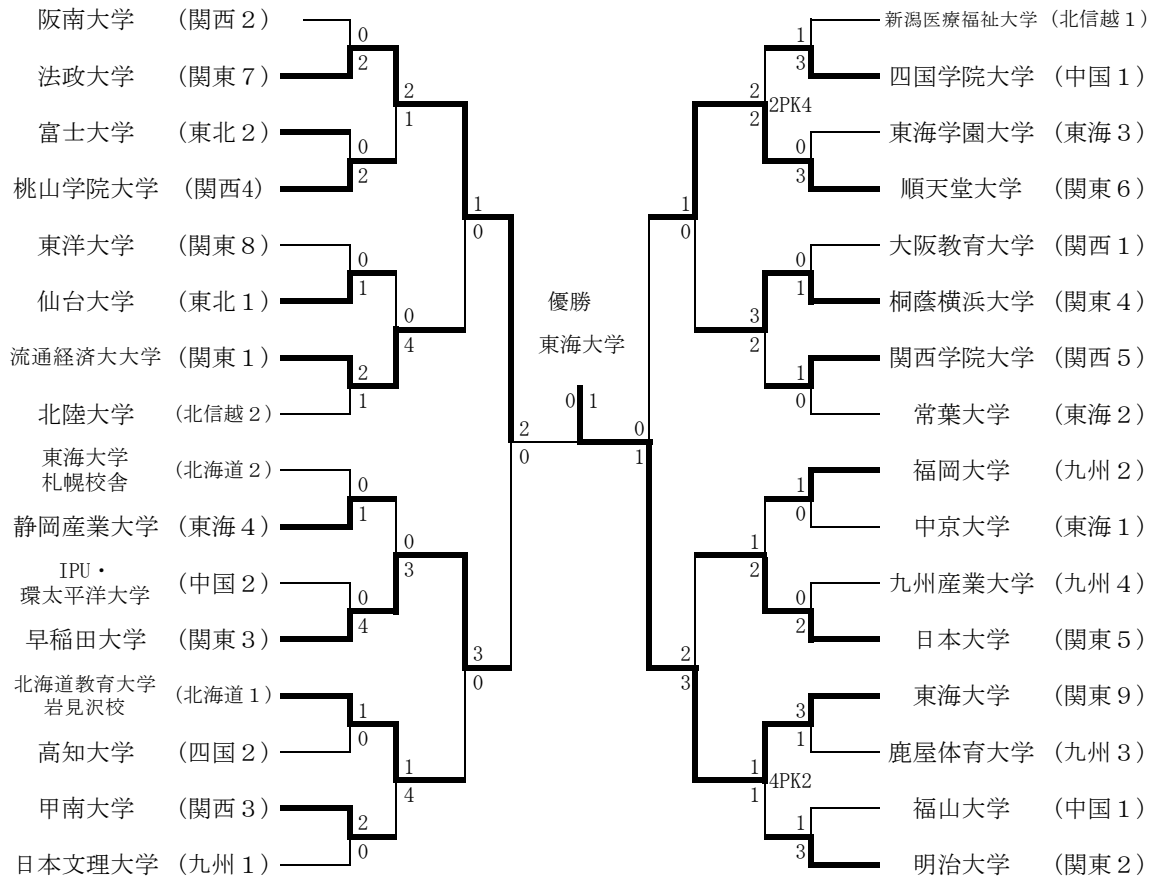 阪南大学 (関西２)
0
2
法政大学 (関東７)
2
1
富士大学 (東北２)
0
2
桃山学院大学 (関西4)
1
0
東洋大学 (関東８)
0
1
仙台大学 (東北１)
0
4
流通経済大大学 (関東１)
2
1
北陸大学 (北信越２)
2
0
東海大学
札幌校舎 (北海道２)
0
1
静岡産業大学 (東海４)
0
3
IPU・
環太平洋大学 (中国２)
0
4
早稲田大学 (関東３)
3
0
北海道教育大学
岩見沢校 (北海道１)
1
0
高知大学 (四国２)
1
4
甲南大学 (関西３)
2
0
日本文理大学 (九州１)
優勝
東海大学
0 1
新潟医療福祉大学 (北信越１)
1
3
四国学院大学 (中国１)
2
2
2PK4
東海学園大学 (東海３)
0
3
順天堂大学 (関東６)
1
0
大阪教育大学 (関西１)
0
1
桐蔭横浜大学 (関東４)
3
2
関西学院大学 (関西５)
1
0
常葉大学 (東海２)
0
1
福岡大学 (九州２)
1
0
中京大学 (東海１)
1
2
九州産業大学 (九州４)
0
2
日本大学 (関東５)
2
3
東海大学 (関東９)
3
1
鹿屋体育大学 (九州３)
1
1
4PK2
福山大学 (中国１)
1
3
明治大学 (関東２)